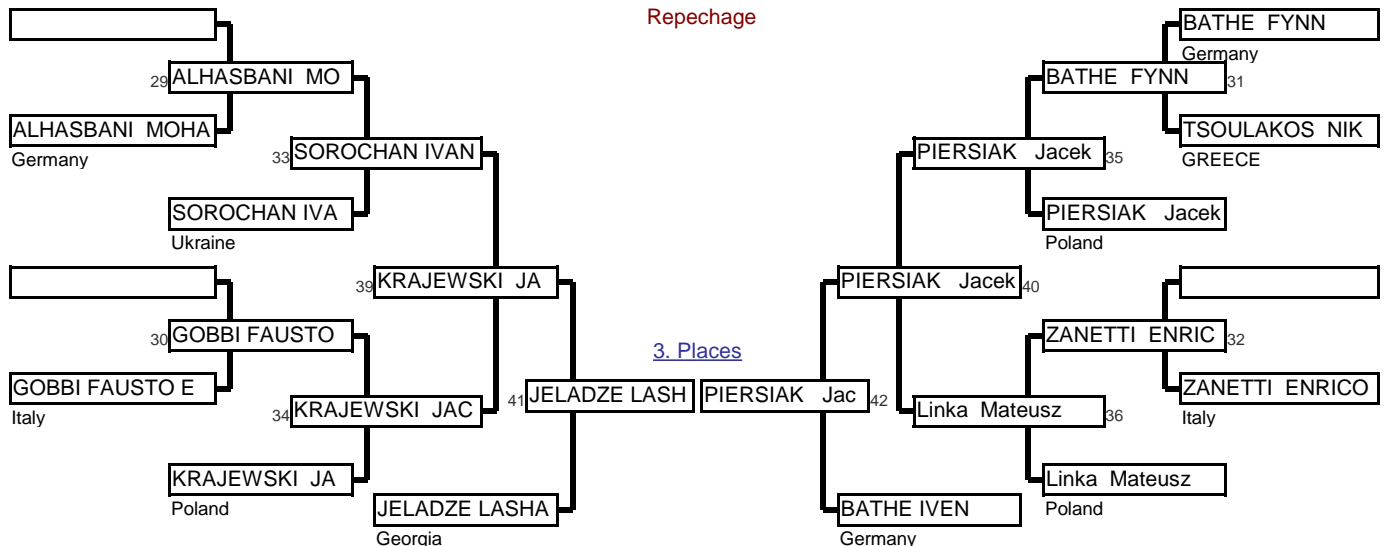 Repechage
BATHE FYNN
Germany
29 ALHASBANI MO
BATHE FYNN 31
ALHASBANI MOHA
Germany
TSOULAKOS NIK
GREECE
33 SOROCHAN IVAN
PIERSIAK Jacek 35
SOROCHAN IVA
Ukraine
PIERSIAK Jacek
Poland
39 KRAJEWSKI JA
PIERSIAK Jacek 40
30 GOBBI FAUSTO
ZANETTI ENRIC 32
3. Places
GOBBI FAUSTO E
Italy
41 JELADZE LASH
PIERSIAK Jac 42
ZANETTI ENRICO
Italy
34 KRAJEWSKI JAC
Linka Mateusz 36
KRAJEWSKI JA
Poland
Linka Mateusz
Poland
JELADZE LASHA
Georgia
BATHE IVEN
Germany